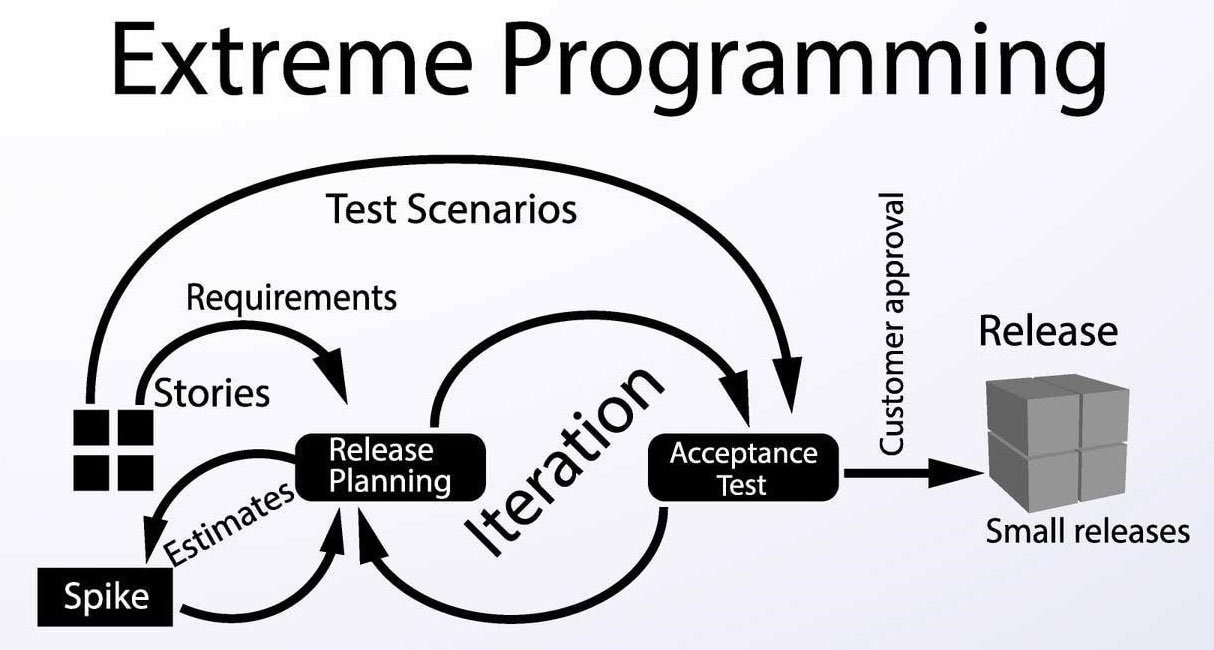 Extreme Programming
Test Scenarios
Requirements
Stories
Release
Planning
Estimates
Spike
Iteration
Acceptance
Test
Customer approval
Release
Small releases